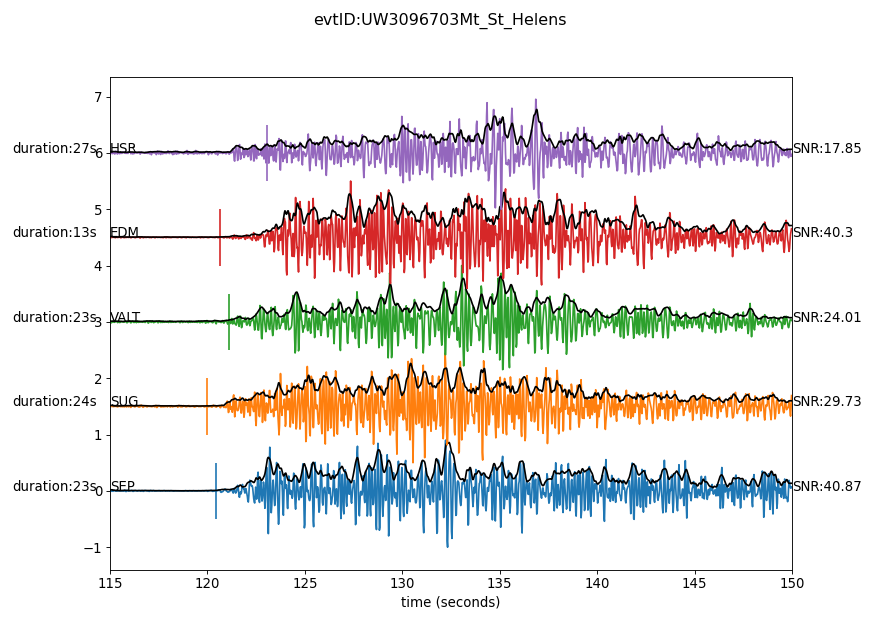 evtID:UW3096703Mt_St_Helens
7
duration:27s HSR SNR:17.85
6
5
duration:13s EDM SNR:40.3
4
duration:23s VALT SNR:24.01
3
2
duration:24s SUG SNR:29.73
1
duration:23s SEP SNR:40.87
0
−1
115 120 125 130 135 140 145 150
time (seconds)